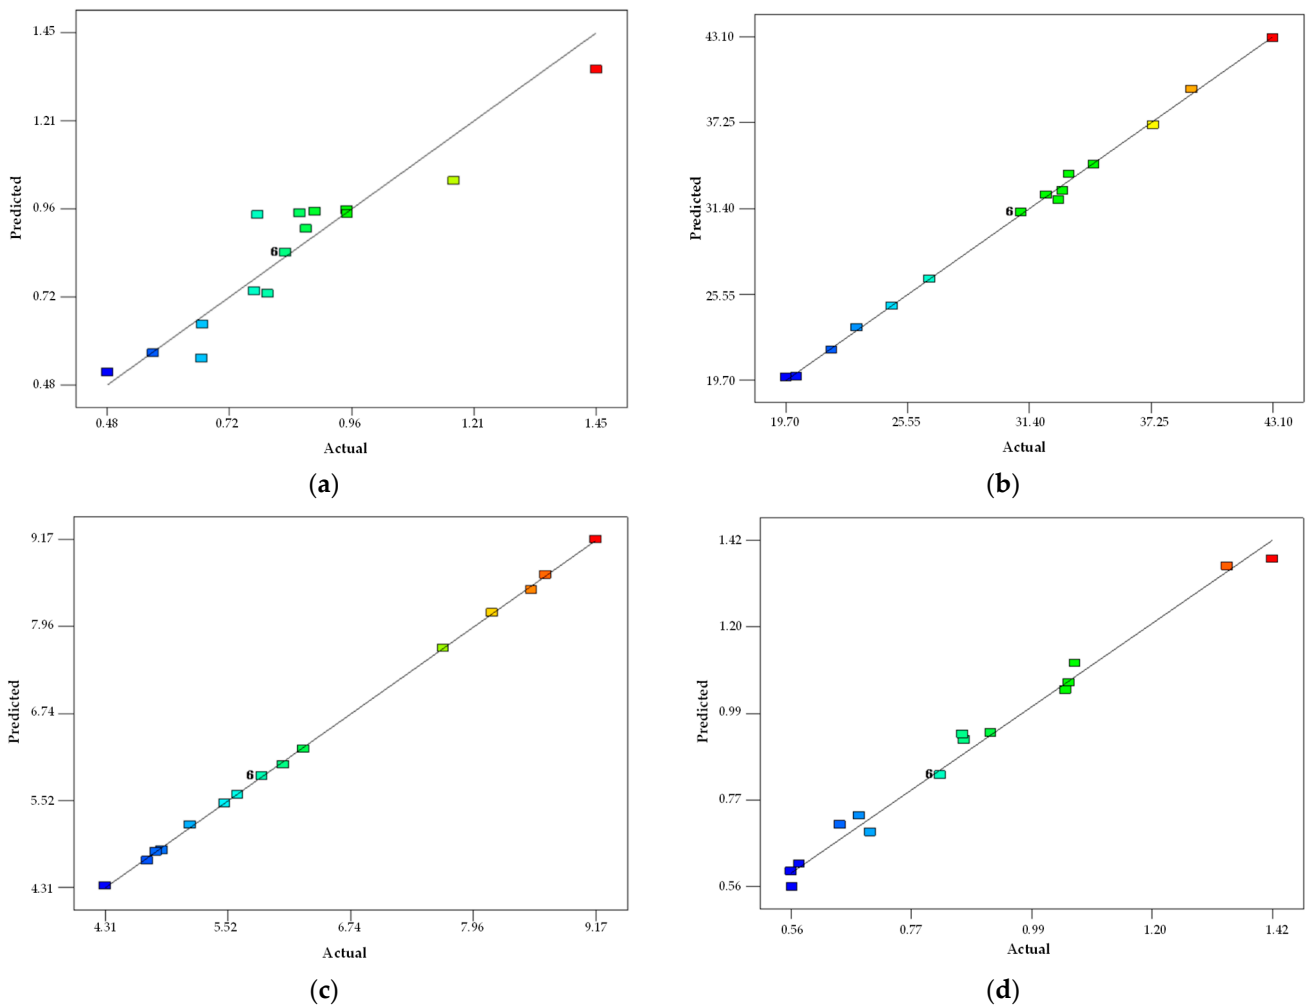 1.45
1.21
0.96
0.72
0.48
Predicted
6
0.48 0.72 0.96 1.21 1.45
Actual
(a)
43.10
37.25
31.40
25.55
19.70
Predicted
6
19.70 25.55 31.40 37.25 43.10
Actual
(b)
9.17
7.96
6.74
5.52
4.31
Predicted
6
4.31 5.52 6.74 7.96 9.17
Actual
(c)
1.42
1.20
0.99
0.77
0.56
Predicted
6
0.56 0.77 0.99 1.20 1.42
Actual
(d)